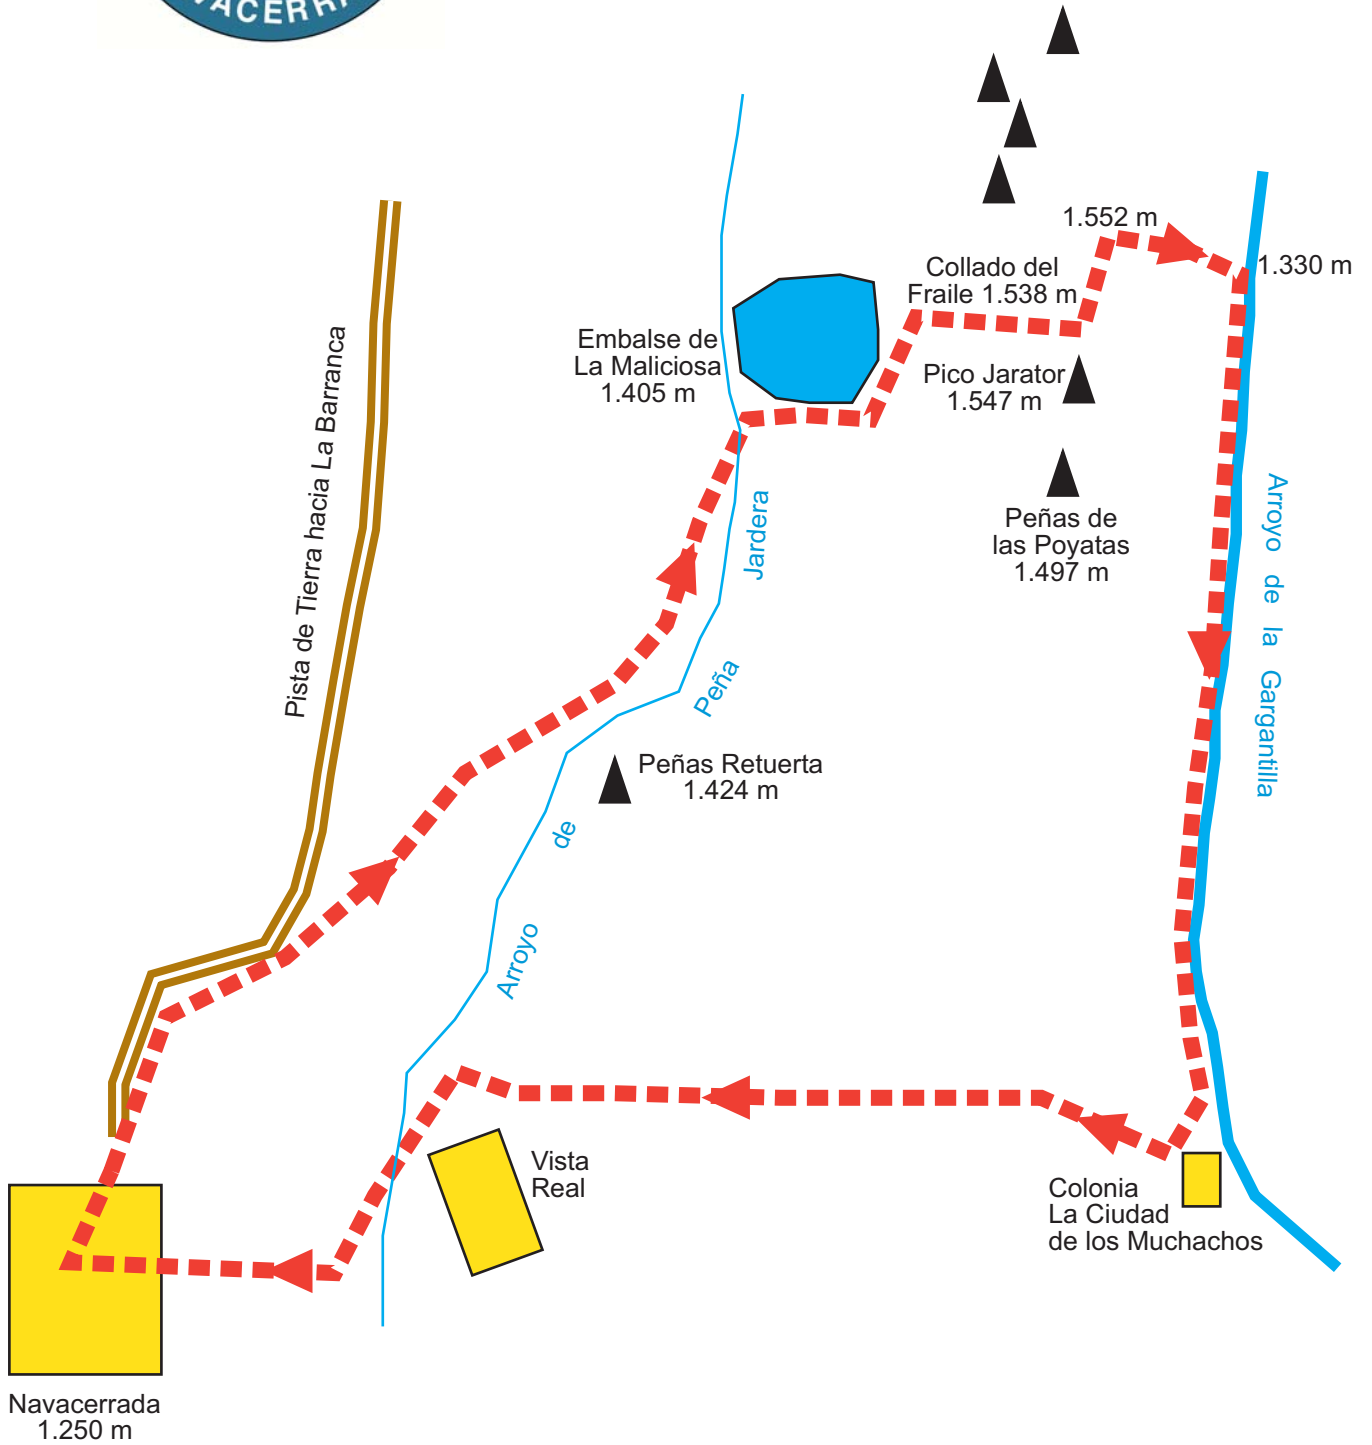 1.552 m
1.330 m
Collado del
Fraile 1.538 m
Embalse de
La Maliciosa
1.405 m
Pico Jarator
1.547 m
Pista de Tierra hacia La Barranca
Peñas de
las Poyatas
1.497 m
Arroyo de la Gargantilla
Arroyo de Peña Jardera
Peñas Retuerta
1.424 m
Vista
Real
Colonia
La Ciudad
de los Muchachos
Navacerrada
1.250 m